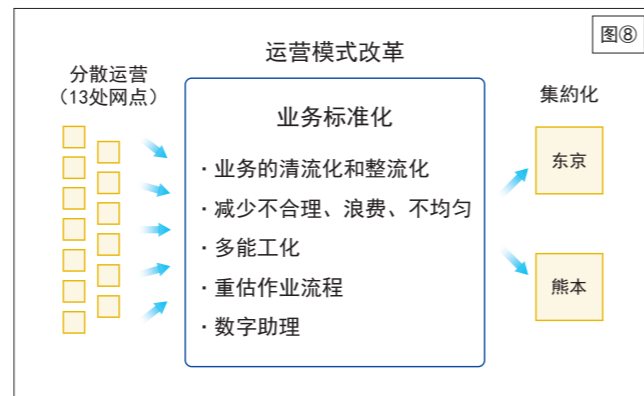 图⑧
运营模式改革
分散运营
（13处网点）
业务标准化
·业务的清流化和整流化
·减少不合理、浪费、不均匀
·多能工化
·重估作业流程
·数字助理
集約化
东京
熊本